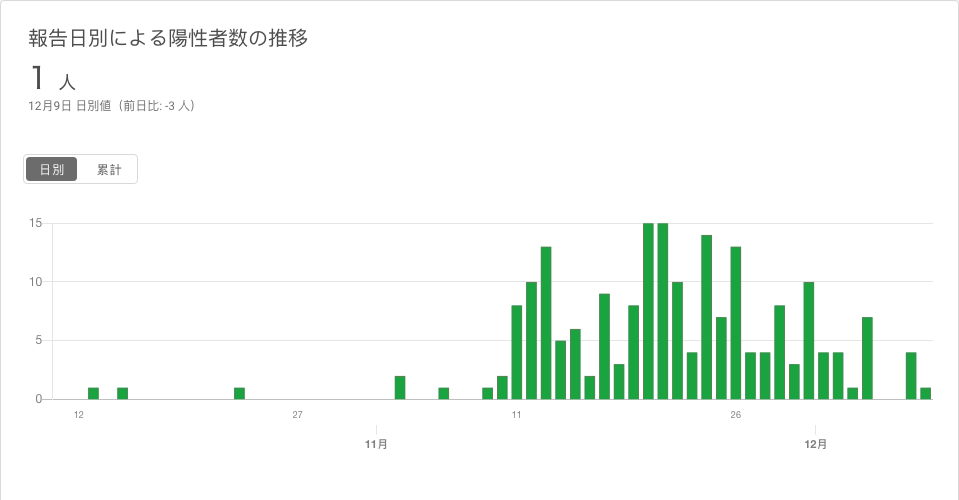 報告日別による陽性者数の推移
1 人
12月9日 日別値（前日比: -3 人）
日別 累計
15
10
5
0
12 27 11 26
11月 12月